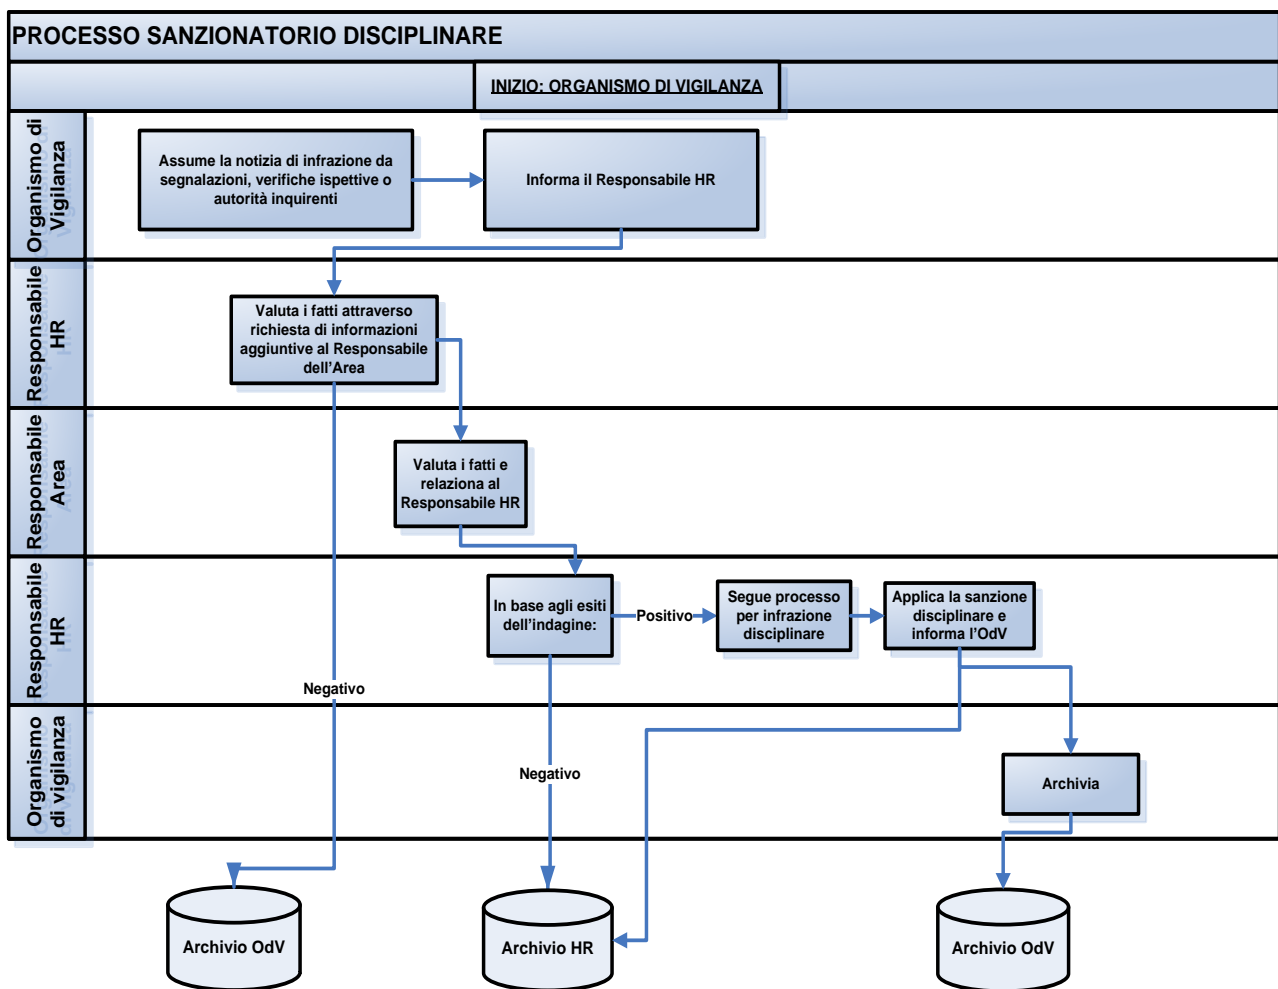 PROCESSO SANZIONATORIO DISCIPLINARE
INIZIO: ORGANISMO DI VIGILANZA
Organismo di
Vigilanza
Assume la notizia di infrazione da
segnalazioni, verifiche ispettive o
autorità inquirenti
Informa il Responsabile HR
Responsabile
HR
Valuta i fatti attraverso
richiesta di informazioni
aggiuntive al Responsabile
dell'Area
Responsabile
Area
Valuta i fatti e
relaziona al
Responsabile HR
Responsabile
HR
In base agli esiti
dell'indagine:
Positivo
Segue processo
per infrazione
disciplinare
Applica la sanzione
disciplinare e
informa l'OdV
Negativo
Organismo
di vigilanza
Negativo
Archivia
Archivio OdV
Archivio HR
Archivio OdV